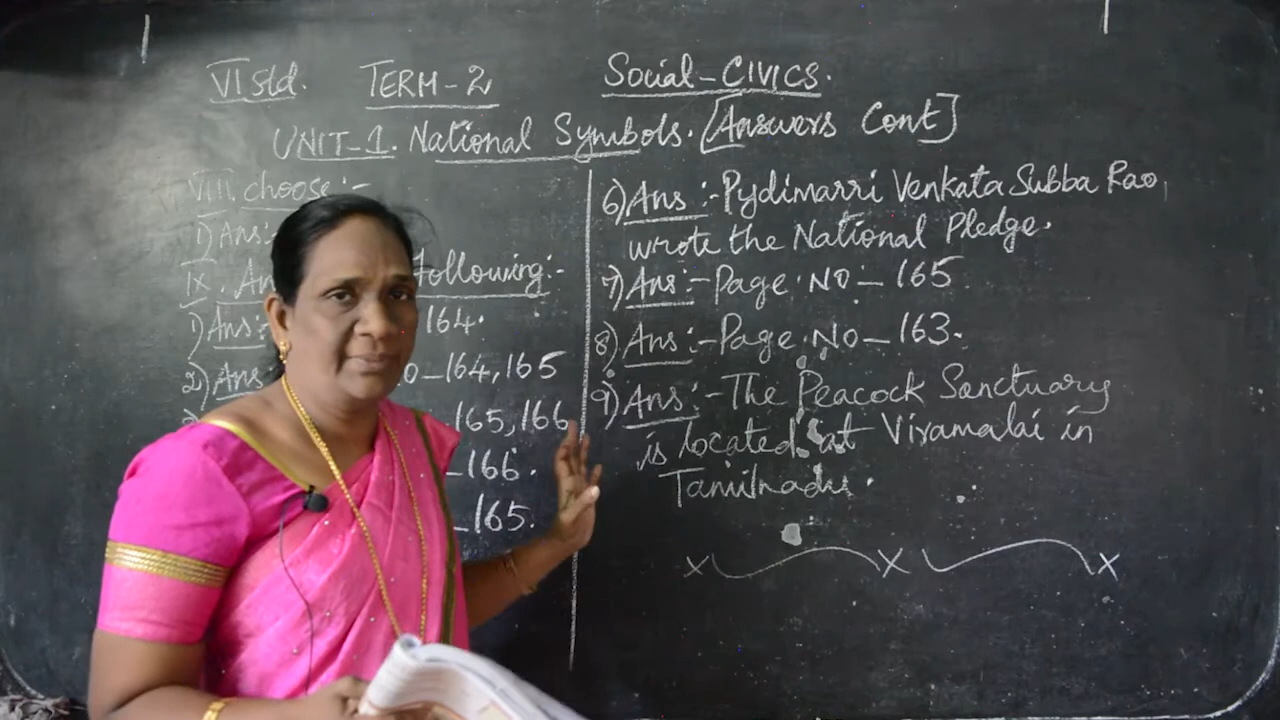 VI std. TERM-2 Social-CIVICS.
UNIT-1. National Symbols. [Answers Cont]
VIII. choose:-
1) Ans:
IX. An following:-
1) Ans: 164.
2) Ans 0-164,165
165,166
-166.
-165.
6) Ans:- Pydimarri Venkata Subba Rao,
wrote the National Pledge.
7) Ans:- Page.No:- 165
8) Ans:- Page.No-163.
9) Ans:- The Peacock Sanctuary
is located at Viramalai in
Tamilnadu.